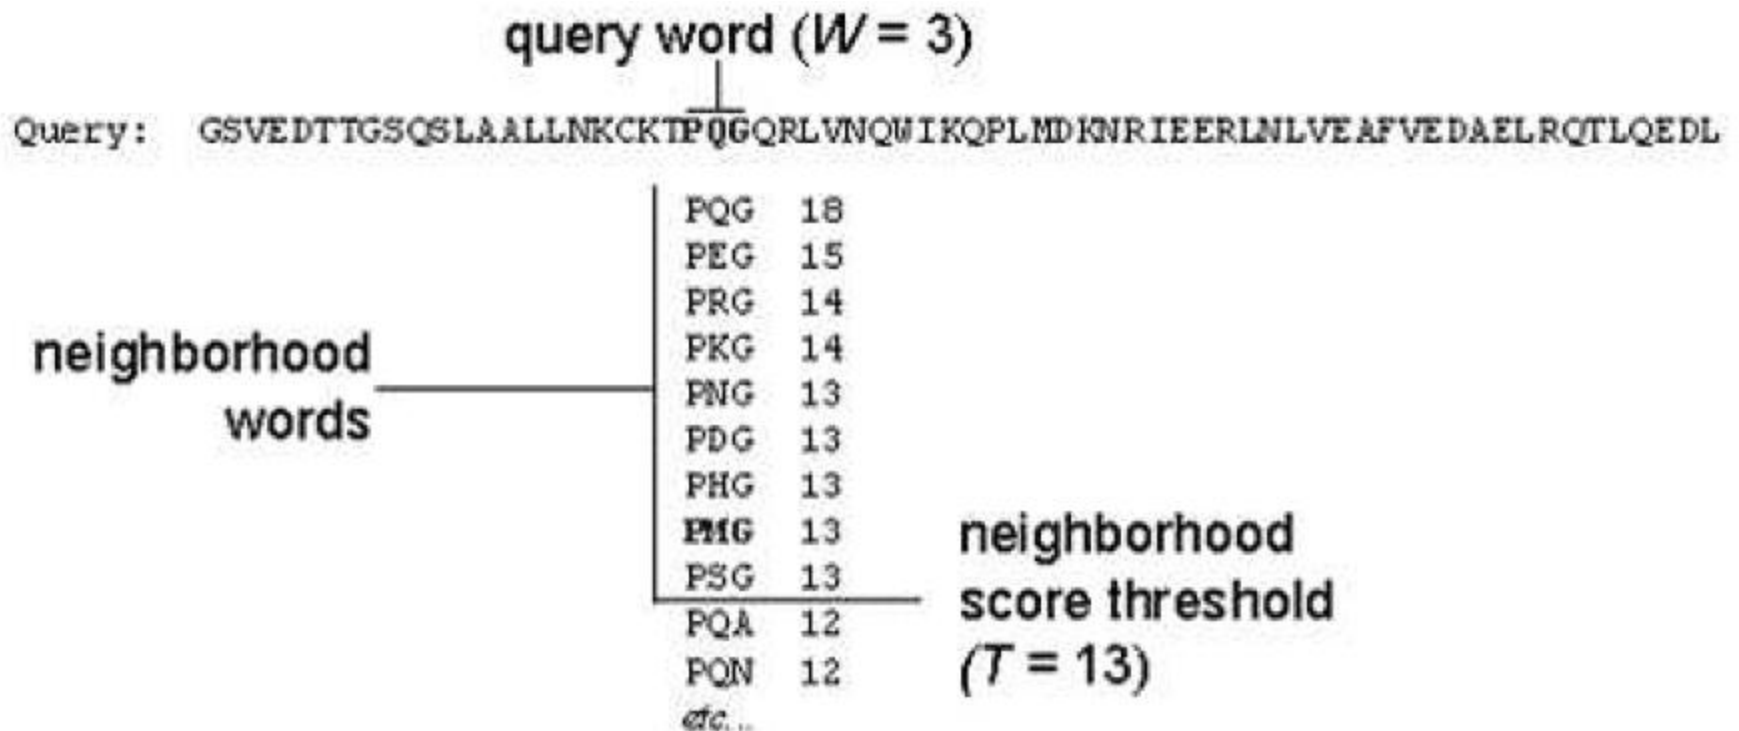 query word (W = 3)
Query: GSVEDTTGSQSLAALLNKCKTPQGQRLVNQWIKQPLMDKNRIEERLNLVEAFVEDAELRQTLQEDL
PQG 18
PEG 15
PRG 14
PKG 14
PNG 13
PDG 13
PHG 13
PMG 13
PSG 13
PQA 12
PQN 12
etc...
neighborhood
words
neighborhood
score threshold
(T = 13)